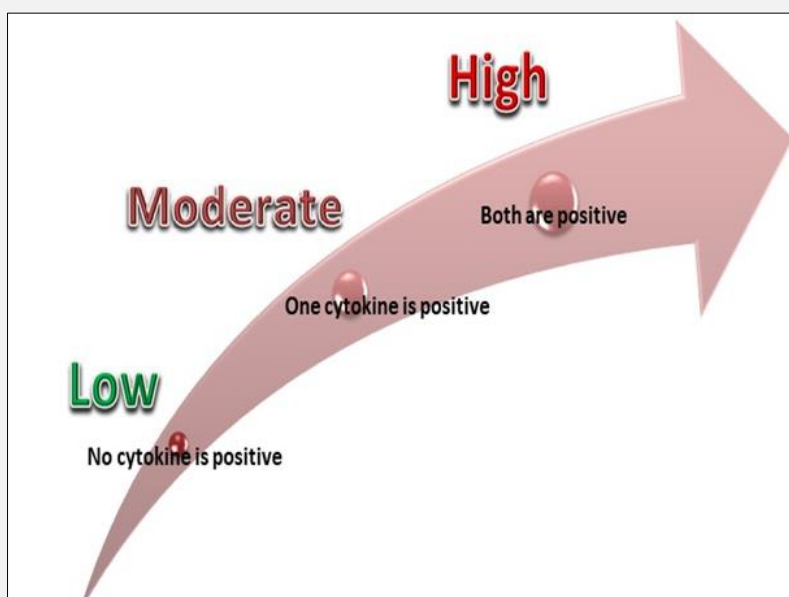 High
Both are positive
Moderate
One cytokine is positive
Low
No cytokine is positive